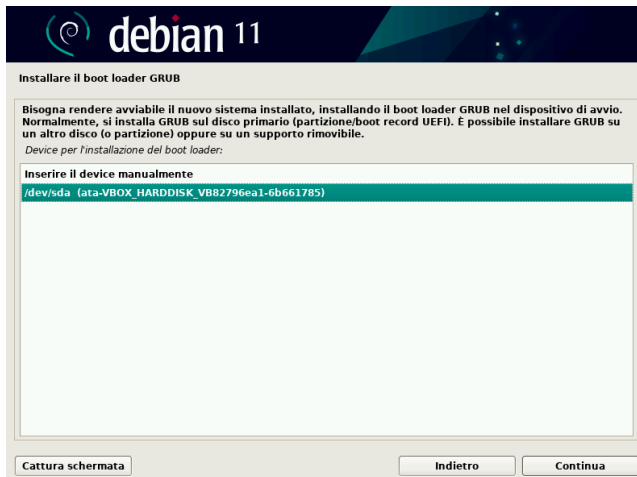 debian 11
Installare il boot loader GRUB
Bisogna rendere avviabile il nuovo sistema installato, installando il boot loader GRUB nel dispositivo di avvio.
Normalmente, si installa GRUB sul disco primario (partizione/boot record UEFI). È possibile installare GRUB su
un altro disco (o partizione) oppure su un supporto rimovibile.
Device per l'installazione del boot loader:
Inserire il device manualmente
/dev/sda (ata-VBOX_HARDDISK_VB82796ea1-6b661785)
Cattura schermata
Indietro
Continua